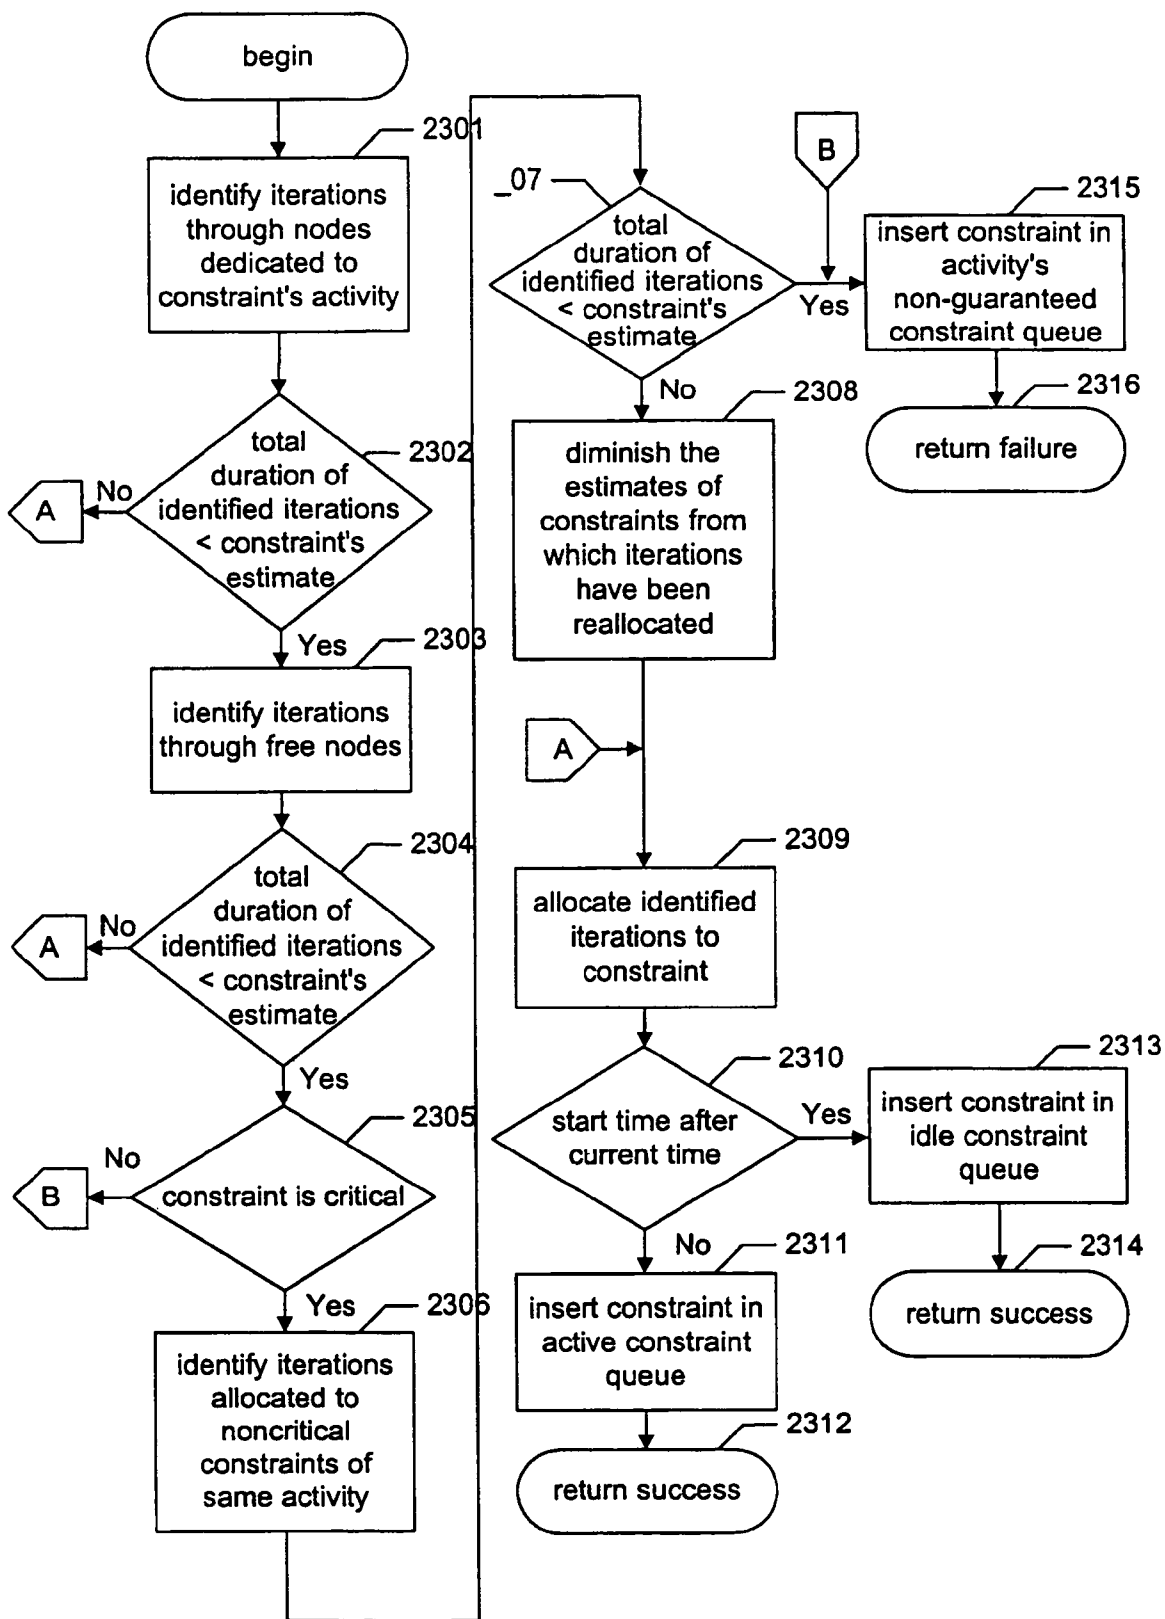 begin
2301
identify iterations
through nodes
dedicated to
constraint's activity
2302
total
duration of
identified iterations
< constraint's
estimate
No
A
Yes
2303
identify iterations
through free nodes
2304
total
duration of
identified iterations
< constraint's
estimate
No
A
Yes
2305
constraint is critical
No
B
Yes
2306
identify iterations
allocated to
noncritical
constraints of
same activity
_07
total
duration of
identified iterations
< constraint's
estimate
B
Yes
2315
insert constraint in
activity's
non-guaranteed
constraint queue
2316
return failure
No
2308
diminish the
estimates of
constraints from
which iterations
have been
reallocated
A
2309
allocate identified
iterations to
constraint
2310
start time after
current time
Yes
2313
insert constraint in
idle constraint
queue
2314
return success
No
2311
insert constraint in
active constraint
queue
2312
return success